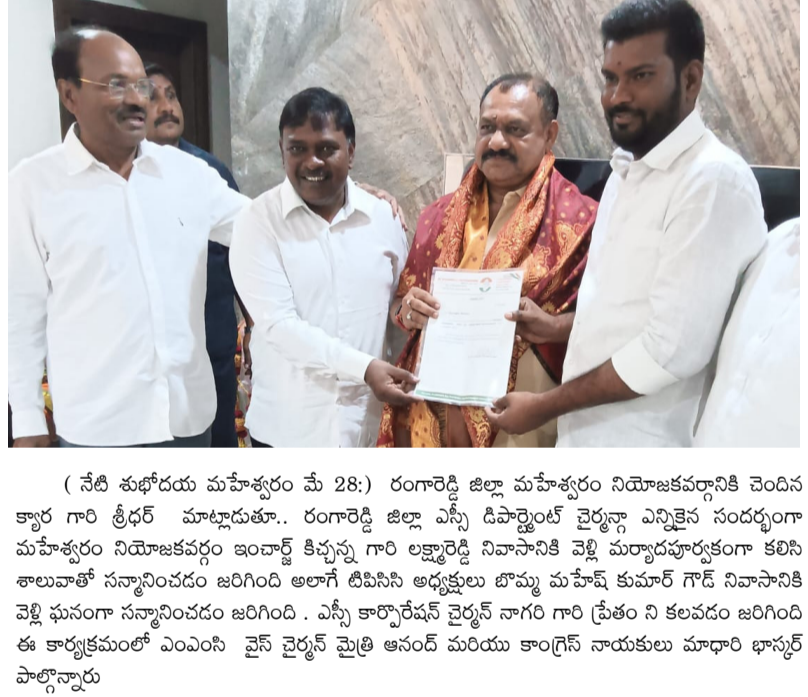 ( నేటి శుభోదయ మహేశ్వరం మే 28:) రంగారెడ్డి జిల్లా మహేశ్వరం నియోజకవర్గానికి చెందిన
క్యార గారి శ్రీధర్ మాట్లాడుతూ.. రంగారెడ్డి జిల్లా ఎస్సీ డిపార్ట్మెంట్ చైర్మన్గా ఎన్నికైన సందర్భంగా
మహేశ్వరం నియోజకవర్గం ఇంచార్జ్ కిచ్చన్న గారి లక్ష్మారెడ్డి నివాసానికి వెళ్లి మర్యాదపూర్వకంగా కలిసి
శాలువాతో సన్మానించడం జరిగింది అలాగే టిపిసిసి అధ్యక్షులు బొమ్మ మహేష్ కుమార్ గౌడ్ నివాసానికి
వెళ్లి ఘనంగా సన్మానించడం జరిగింది . ఎస్సీ కార్పొరేషన్ చైర్మన్ నాగరి గారి ప్రీతం ని కలవడం జరిగింది
ఈ కార్యక్రమంలో ఎంఎంసి వైస్ చైర్మన్ మైత్రి ఆనంద్ మరియు కాంగ్రెస్ నాయకులు మాధారి భాస్కర్
పాల్గొన్నారు